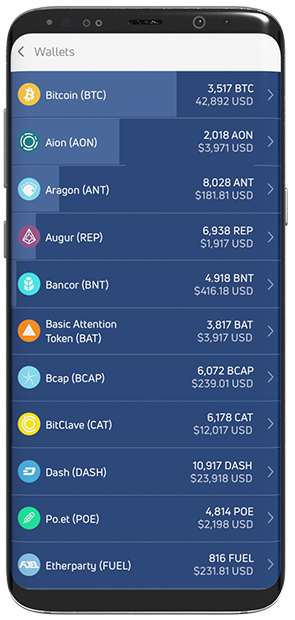 Wallets
Bitcoin (BTC)
3,517 BTC
42,892 USD
Aion (AON)
2,018 AON
$3,971 USD
Aragon (ANT)
8,028 ANT
$181.81 USD
Augur (REP)
6,938 REP
$1,917 USD
Bancor (BNT)
4.918 BNT
$416.18 USD
Basic Attention
Token (BAT)
3,817 BAT
$3,917 USD
Bcap (BCAP)
6,072 BCAP
$239.01 USD
BitClave (CAT)
6,178 CAT
$12,017 USD
Dash (DASH)
10,917 DASH
$23,918 USD
Po.et (POE)
4,814 POE
$2,198 USD
FUEL
Etherparty (FUEL)
816 FUEL
$231.81 USD